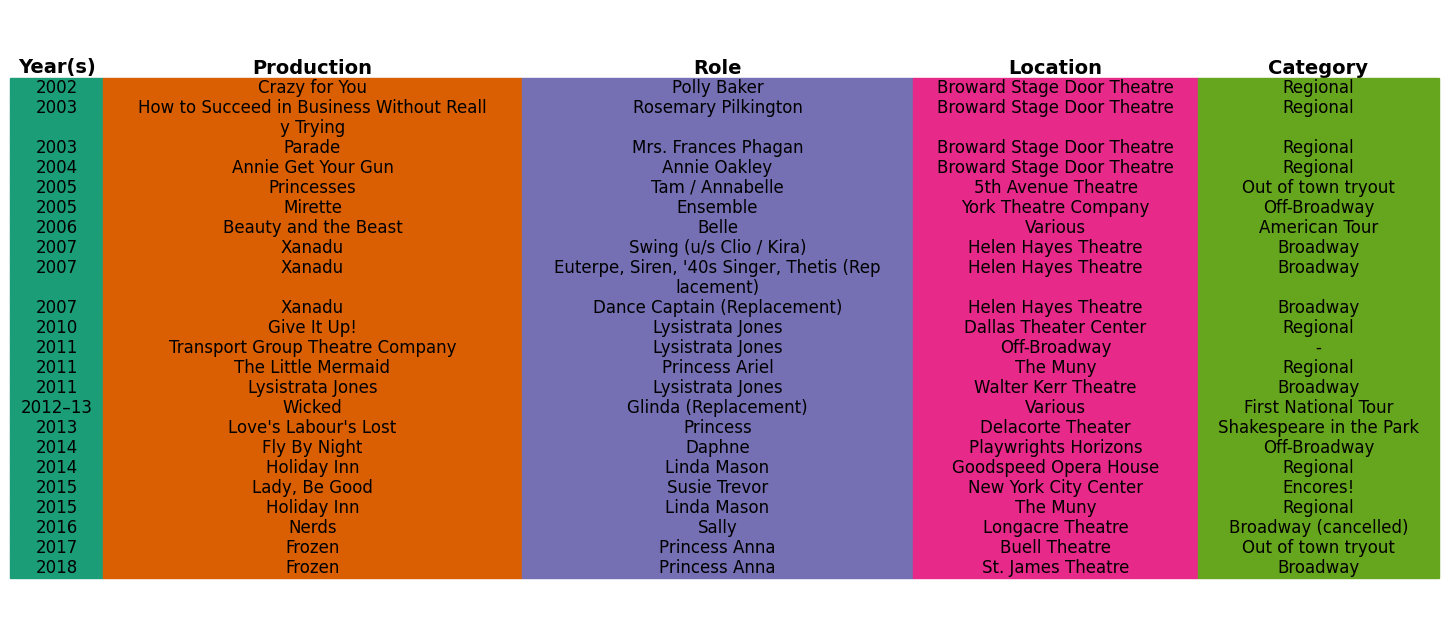 Year(s) Production Role Location Category
2002 Crazy for You Polly Baker Broward Stage Door Theatre Regional
2003 How to Succeed in Business Without Reall Rosemary Pilkington Broward Stage Door Theatre Regional
y Trying
2003 Parade Mrs. Frances Phagan Broward Stage Door Theatre Regional
2004 Annie Get Your Gun Annie Oakley Broward Stage Door Theatre Regional
2005 Princesses Tam / Annabelle 5th Avenue Theatre Out of town tryout
2005 Mirette Ensemble York Theatre Company Off-Broadway
2006 Beauty and the Beast Belle Various American Tour
2007 Xanadu Swing (u/s Clio / Kira) Helen Hayes Theatre Broadway
2007 Xanadu Euterpe, Siren, '40s Singer, Thetis (Rep Helen Hayes Theatre Broadway
lacement)
2007 Xanadu Dance Captain (Replacement) Helen Hayes Theatre Broadway
2010 Give It Up! Lysistrata Jones Dallas Theater Center Regional
2011 Transport Group Theatre Company Lysistrata Jones Off-Broadway -
2011 The Little Mermaid Princess Ariel The Muny Regional
2011 Lysistrata Jones Lysistrata Jones Walter Kerr Theatre Broadway
2012–13 Wicked Glinda (Replacement) Various First National Tour
2013 Love's Labour's Lost Princess Delacorte Theater Shakespeare in the Park
2014 Fly By Night Daphne Playwrights Horizons Off-Broadway
2014 Holiday Inn Linda Mason Goodspeed Opera House Regional
2015 Lady, Be Good Susie Trevor New York City Center Encores!
2015 Holiday Inn Linda Mason The Muny Regional
2016 Nerds Sally Longacre Theatre Broadway (cancelled)
2017 Frozen Princess Anna Buell Theatre Out of town tryout
2018 Frozen Princess Anna St. James Theatre Broadway